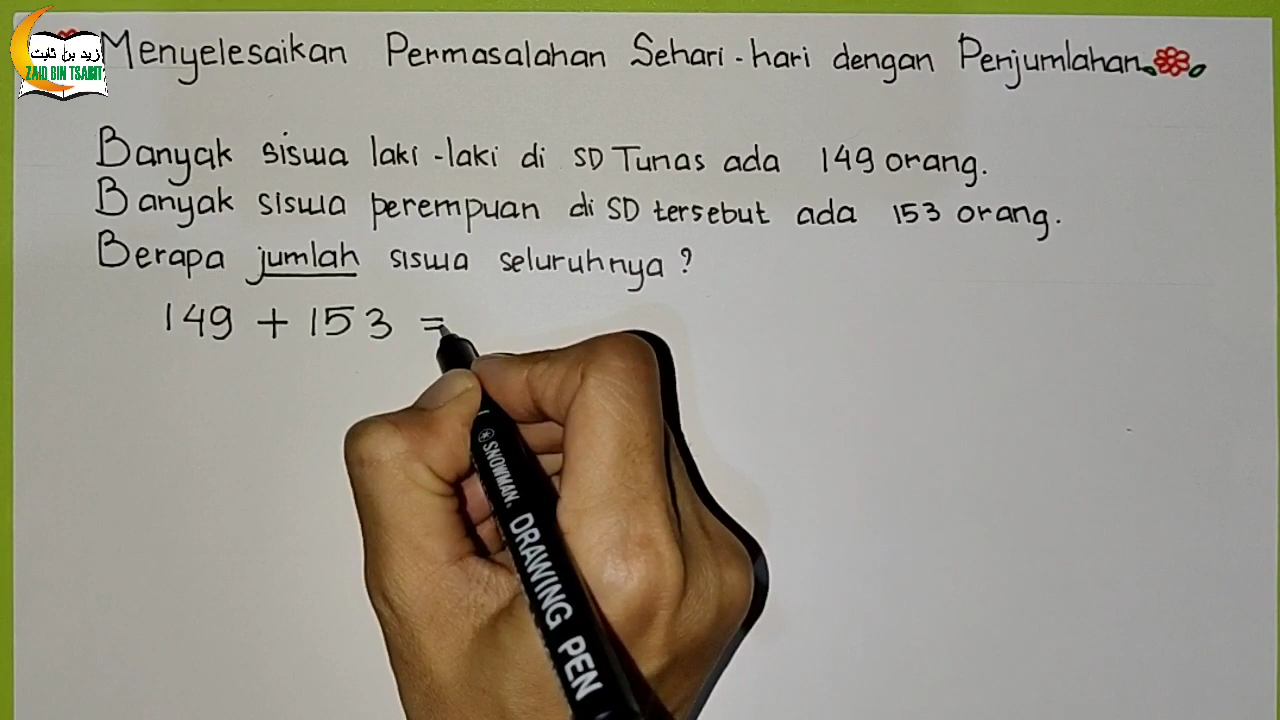 Menyelesaikan Permasalahan Sehari-hari dengan Penjumlahan
زيد بن ثابت
ZAID BIN TSABIT
Banyak siswa laki-laki di SD Tunas ada 149 orang.
Banyak siswa perempuan di SD tersebut ada 153 orang.
Berapa jumlah siswa seluruhnya?
149 + 153 =
SNOWMAN. DRAWING PEN